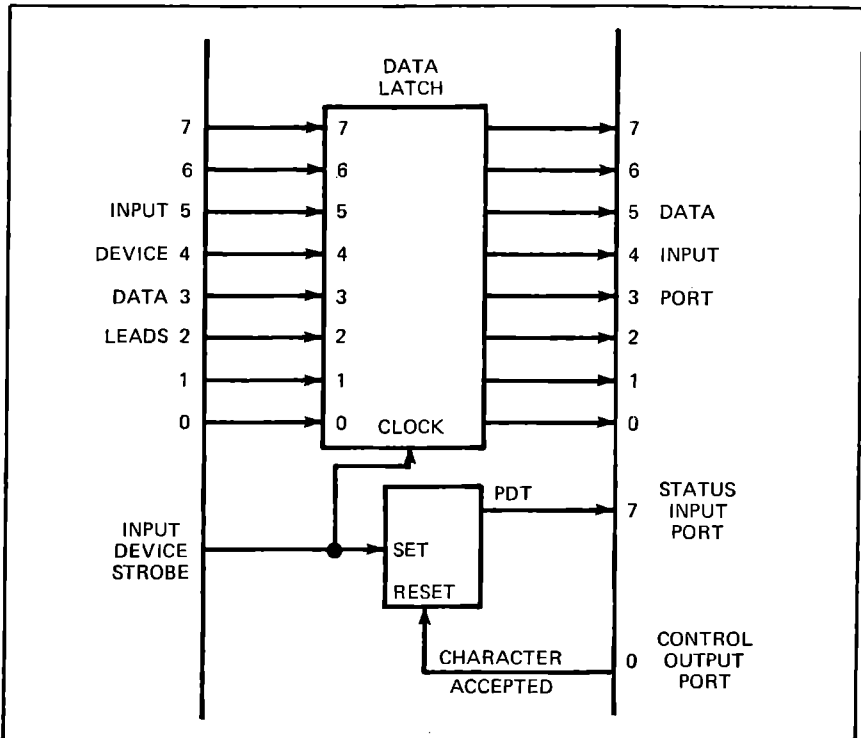 DATA
LATCH
7 7 7
6 6 6
INPUT 5 5 5 DATA
DEVICE 4 4 4 INPUT
DATA 3 3 3 PORT
LEADS 2 2 2
1 1 1
0 0 CLOCK 0
INPUT
DEVICE
STROBE
PDT
SET
RESET
7 STATUS
INPUT
PORT
CHARACTER
ACCEPTED
0 CONTROL
OUTPUT
PORT